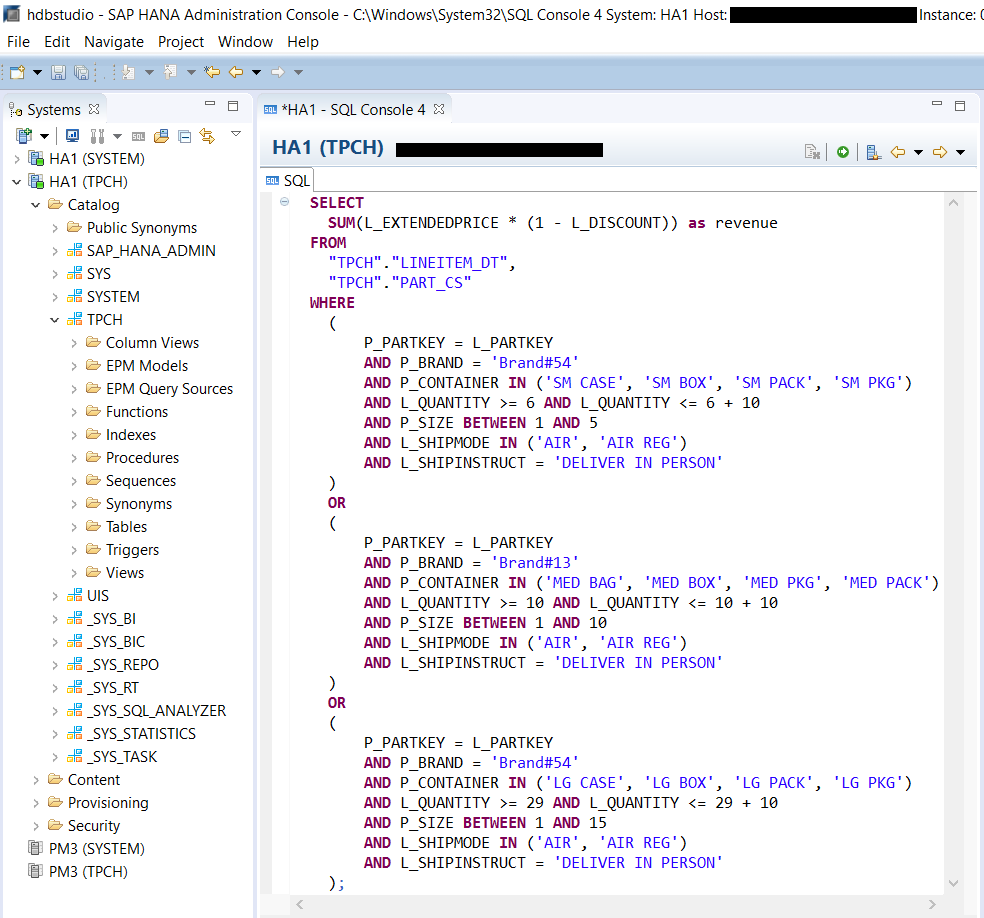 hdbstudio - SAP HANA Administration Console - C:\Windows\System32\SQL Console 4 System: HA1 Host: Instance: 0
File Edit Navigate Project Window Help
Systems
HA1 (SYSTEM)
HA1 (TPCH)
Catalog
Public Synonyms
SAP_HANA_ADMIN
SYS
SYSTEM
TPCH
Column Views
EPM Models
EPM Query Sources
Functions
Indexes
Procedures
Sequences
Synonyms
Tables
Triggers
Views
UIS
_SYS_BI
_SYS_BIC
_SYS_REPO
_SYS_RT
_SYS_SQL_ANALYZER
_SYS_STATISTICS
_SYS_TASK
Content
Provisioning
Security
PM3 (SYSTEM)
PM3 (TPCH)
SQL *HA1 - SQL Console 4
HA1 (TPCH)
SQL SQL
SELECT
SUM(L_EXTENDEDPRICE * (1 - L_DISCOUNT)) as revenue
FROM
"TPCH"."LINEITEM_DT",
"TPCH"."PART_CS"
WHERE
(
P_PARTKEY = L_PARTKEY
AND P_BRAND = 'Brand#54'
AND P_CONTAINER IN ('SM CASE', 'SM BOX', 'SM PACK', 'SM PKG')
AND L_QUANTITY >= 6 AND L_QUANTITY <= 6 + 10
AND P_SIZE BETWEEN 1 AND 5
AND L_SHIPMODE IN ('AIR', 'AIR REG')
AND L_SHIPINSTRUCT = 'DELIVER IN PERSON'
)
OR
(
P_PARTKEY = L_PARTKEY
AND P_BRAND = 'Brand#13'
AND P_CONTAINER IN ('MED BAG', 'MED BOX', 'MED PKG', 'MED PACK')
AND L_QUANTITY >= 10 AND L_QUANTITY <= 10 + 10
AND P_SIZE BETWEEN 1 AND 10
AND L_SHIPMODE IN ('AIR', 'AIR REG')
AND L_SHIPINSTRUCT = 'DELIVER IN PERSON'
)
OR
(
P_PARTKEY = L_PARTKEY
AND P_BRAND = 'Brand#54'
AND P_CONTAINER IN ('LG CASE', 'LG BOX', 'LG PACK', 'LG PKG')
AND L_QUANTITY >= 29 AND L_QUANTITY <= 29 + 10
AND P_SIZE BETWEEN 1 AND 15
AND L_SHIPMODE IN ('AIR', 'AIR REG')
AND L_SHIPINSTRUCT = 'DELIVER IN PERSON'
);